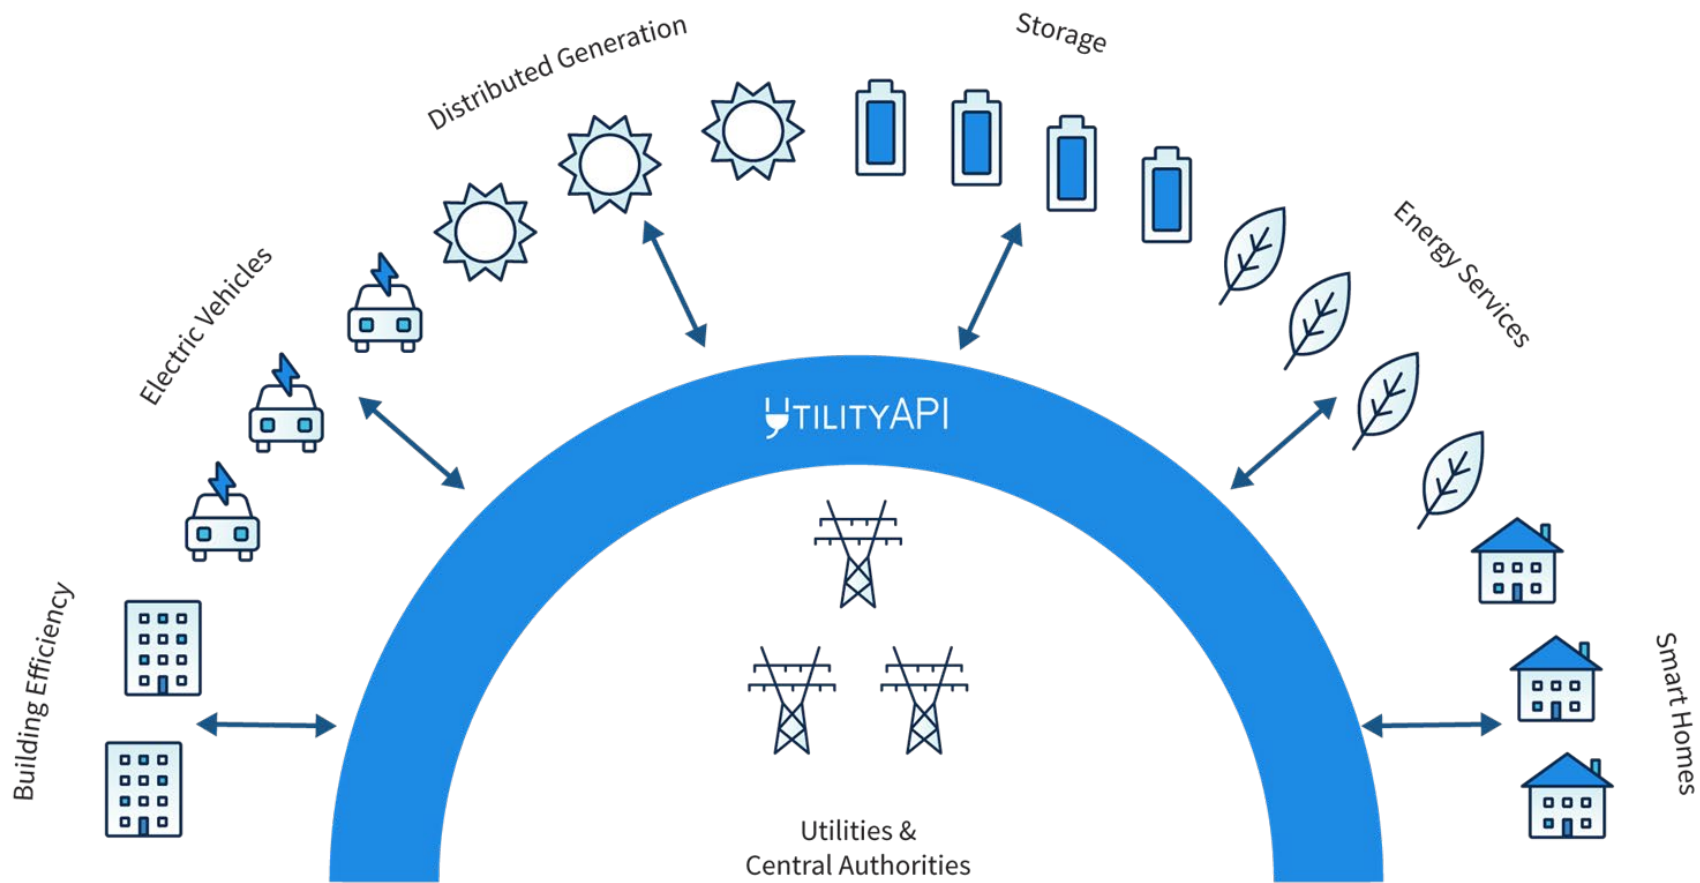 Distributed Generation
Storage
Electric Vehicles
Energy Services
UTILITYAPI
Building Efficiency
Smart Homes
Utilities &
Central Authorities